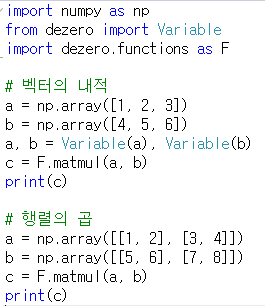 import numpy as np
from dezero import Variable
import dezero.functions as F
# 벡터의 내적
a = np.array([1, 2, 3])
b = np.array([4, 5, 6])
a, b = Variable(a), Variable(b)
c = F.matmul(a, b)
print(c)
# 행렬의 곱
a = np.array([[1, 2], [3, 4]])
b = np.array([[5, 6], [7, 8]])
c = F.matmul(a, b)
print(c)